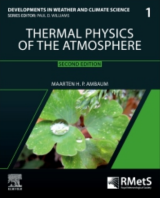 DEVELOPMENTS IN WEATHER AND CLIMATE SCIENCE
SERIES EDITOR: PAUL D. WILLIAMS
1
THERMAL PHYSICS
OF THE ATMOSPHERE
SECOND EDITION
MAARTEN H. P. AMBAUM
ELSEVIER
RMetS